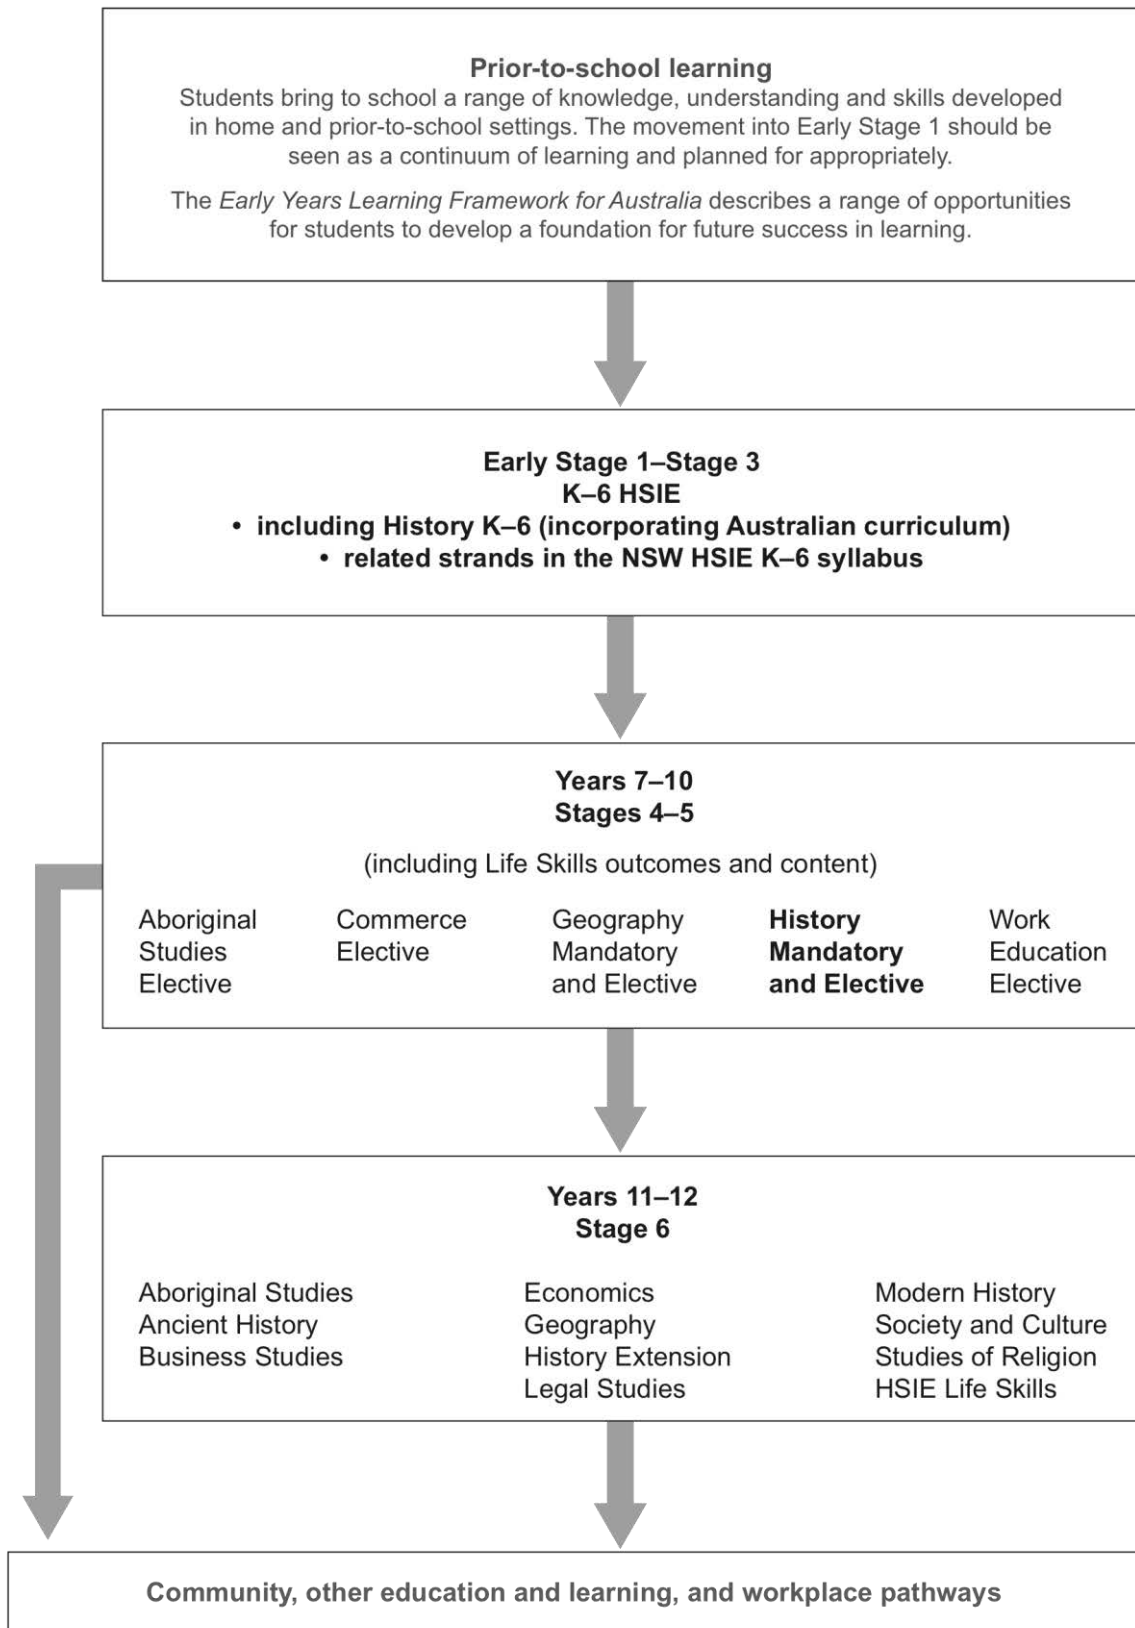 Prior-to-school learning
Students bring to school a range of knowledge, understanding and skills developed
in home and prior-to-school settings. The movement into Early Stage 1 should be
seen as a continuum of learning and planned for appropriately.
The Early Years Learning Framework for Australia describes a range of opportunities
for students to develop a foundation for future success in learning.
Early Stage 1–Stage 3
K–6 HSIE
• including History K–6 (incorporating Australian curriculum)
• related strands in the NSW HSIE K–6 syllabus
Years 7–10
Stages 4–5
(including Life Skills outcomes and content)
Aboriginal
Studies
Elective
Commerce
Elective
Geography
Mandatory
and Elective
History
Mandatory
and Elective
Work
Education
Elective
Years 11–12
Stage 6
Aboriginal Studies
Ancient History
Business Studies
Economics
Geography
History Extension
Legal Studies
Modern History
Society and Culture
Studies of Religion
HSIE Life Skills
Community, other education and learning, and workplace pathways